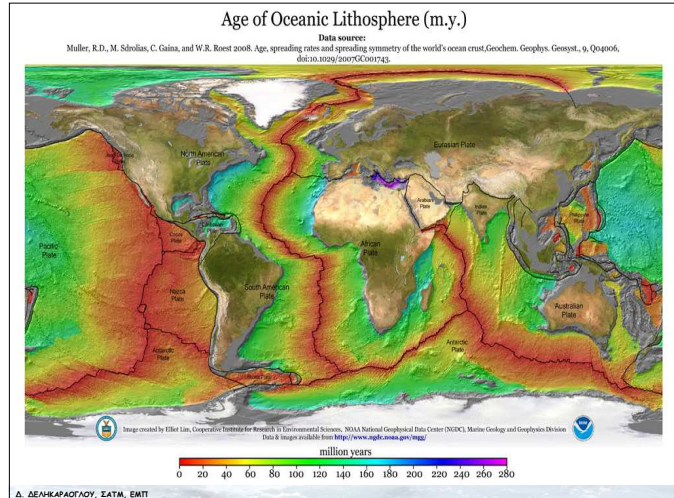 Age of Oceanic Lithosphere (m.y.)
Data source:
Muller, R.D., M. Sdrolias, C. Gaina, and W.R. Roest 2008. Age, spreading rates and spreading symmetry of the world's ocean crust,Geochem. Geophys. Geosyst., 9, Q04006,
doi:10.1029/2007GC001743.
North American
Plate
Eurasian Plate
Arabian
Plate
Indian
Plate
Philippine
Plate
Pacific
Plate
Cocos
Plate
Caribbean
African
Plate
Nazca
Plate
South American
Plate
Australian
Plate
Antarctic
Plate
Antarctic
Plate
Image created by Elliot Lim, Cooperative Institute for Research in Environmental Sciences, NOAA National Geophysical Data Center (NGDC), Marine Geology and Geophysics Division
Data & images available from http://www.ngdc.noaa.gov/mgg/
million years
0 20 40 60 80 100 120 140 160 180 200 220 240 260 280
Δ. ΔΕΛΗΚΑΡΑΟΓΛΟΥ, ΣΑΤΜ, ΕΜΠ